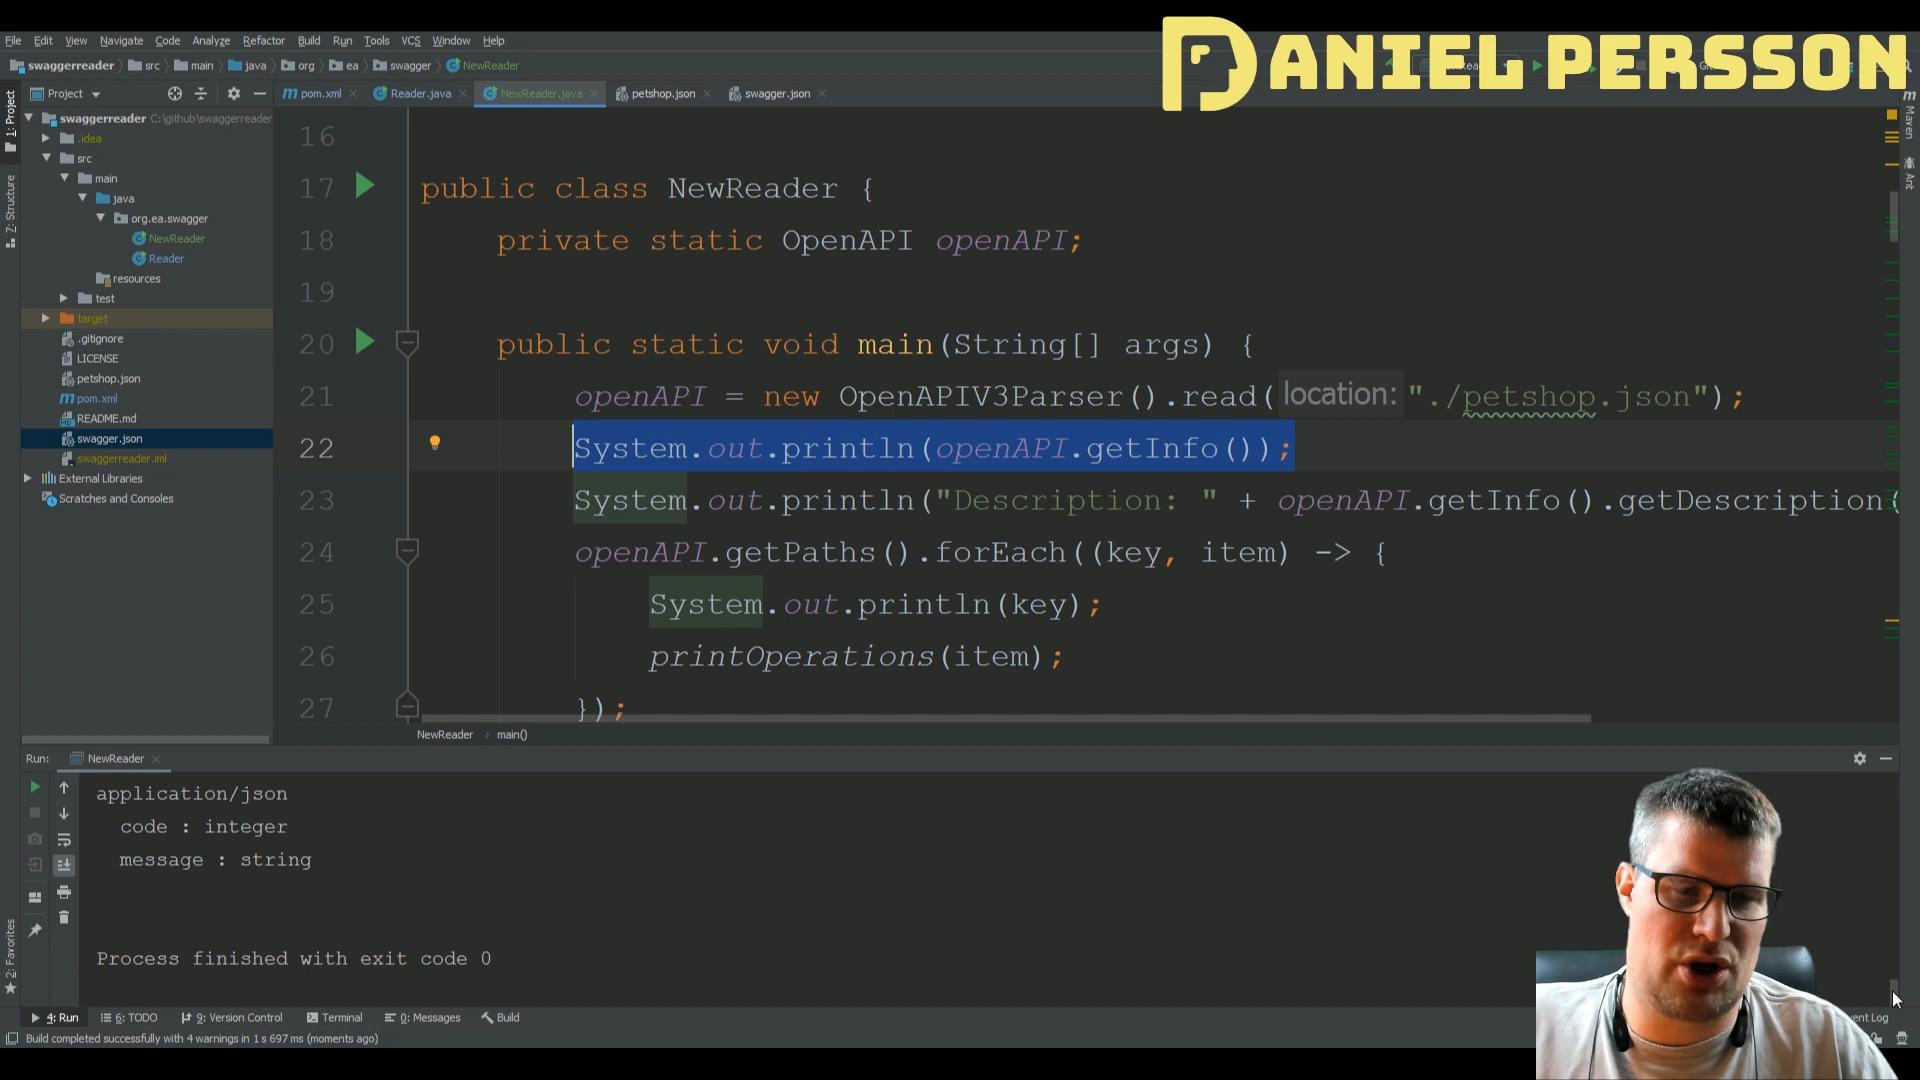 DANIEL PERSSON
File Edit View Navigate Code Analyze Refactor Build Run Tools VCS Window Help
swaggerreader src main java org ea swagger NewReader
Project
pom.xml Reader.java NewReader.java petshop.json swagger.json
1: Project
Z: Structure
2: Favorites
Maven
Ant
swaggerreader C:\github\swaggerreader
.idea
src
main
java
org.ea.swagger
NewReader
Reader
resources
test
target
.gitignore
LICENSE
petshop.json
pom.xml
README.md
swagger.json
swaggerreader.iml
External Libraries
Scratches and Consoles
16
17 public class NewReader {
18 private static OpenAPI openAPI;
19
20 public static void main(String[] args) {
21 openAPI = new OpenAPIV3Parser().read( location: "./petshop.json");
22 System.out.println(openAPI.getInfo());
23 System.out.println("Description: " + openAPI.getInfo().getDescription(
24 openAPI.getPaths().forEach((key, item) -> {
25 System.out.println(key);
26 printOperations(item);
27 });
NewReader › main()
Run: NewReader
application/json
code : integer
message : string
Process finished with exit code 0
4: Run 6: TODO 9: Version Control Terminal 0: Messages Build
Log
Build completed successfully with 4 warnings in 1 s 697 ms (moments ago)